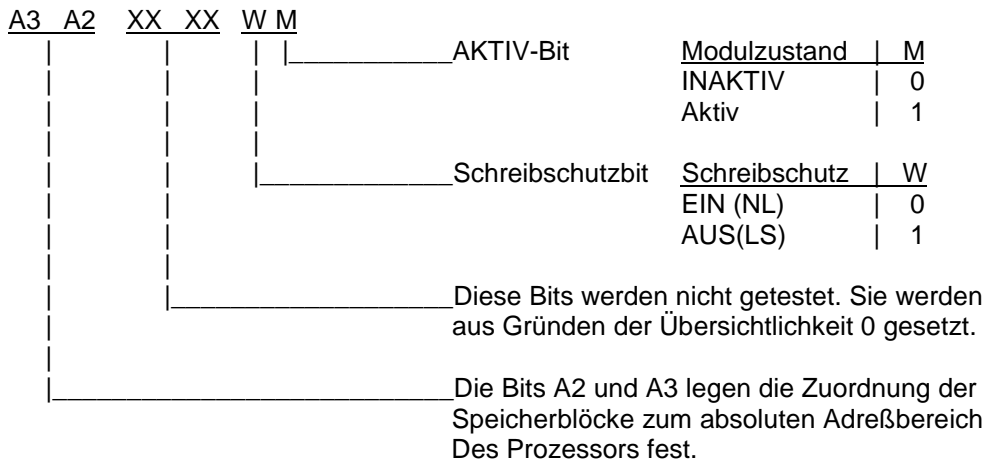 A3 A2 XX XX W M
AKTIV-Bit Modulzustand | M
INAKTIV | 0
Aktiv | 1
Schreibschutzbit Schreibschutz | W
EIN (NL) | 0
AUS(LS) | 1
Diese Bits werden nicht getestet. Sie werden
aus Gründen der Übersichtlichkeit 0 gesetzt.
Die Bits A2 und A3 legen die Zuordnung der
Speicherblöcke zum absoluten Adreßbereich
Des Prozessors fest.